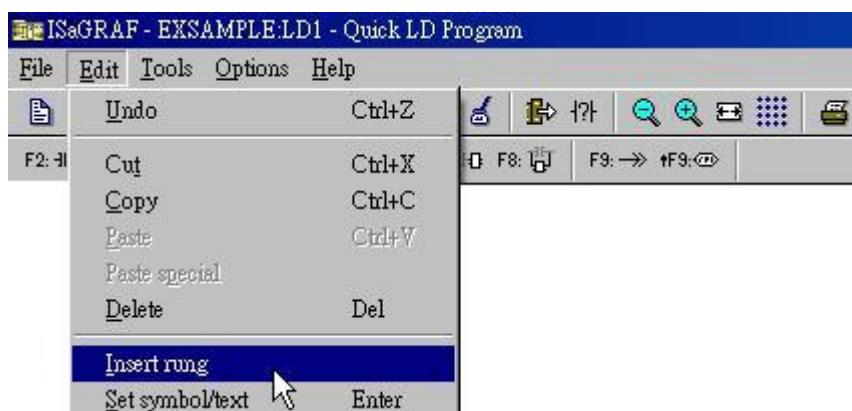 ISaGRAF - EXSAMPLE:LD1 - Quick LD Program
File Edit Tools Options Help
Undo Ctrl+Z
F2: F8: F9: F9:
Cut Ctrl+X
Copy Ctrl+C
Paste Ctrl+V
Paste special
Delete Del
Insert rung
Set symbol/text Enter